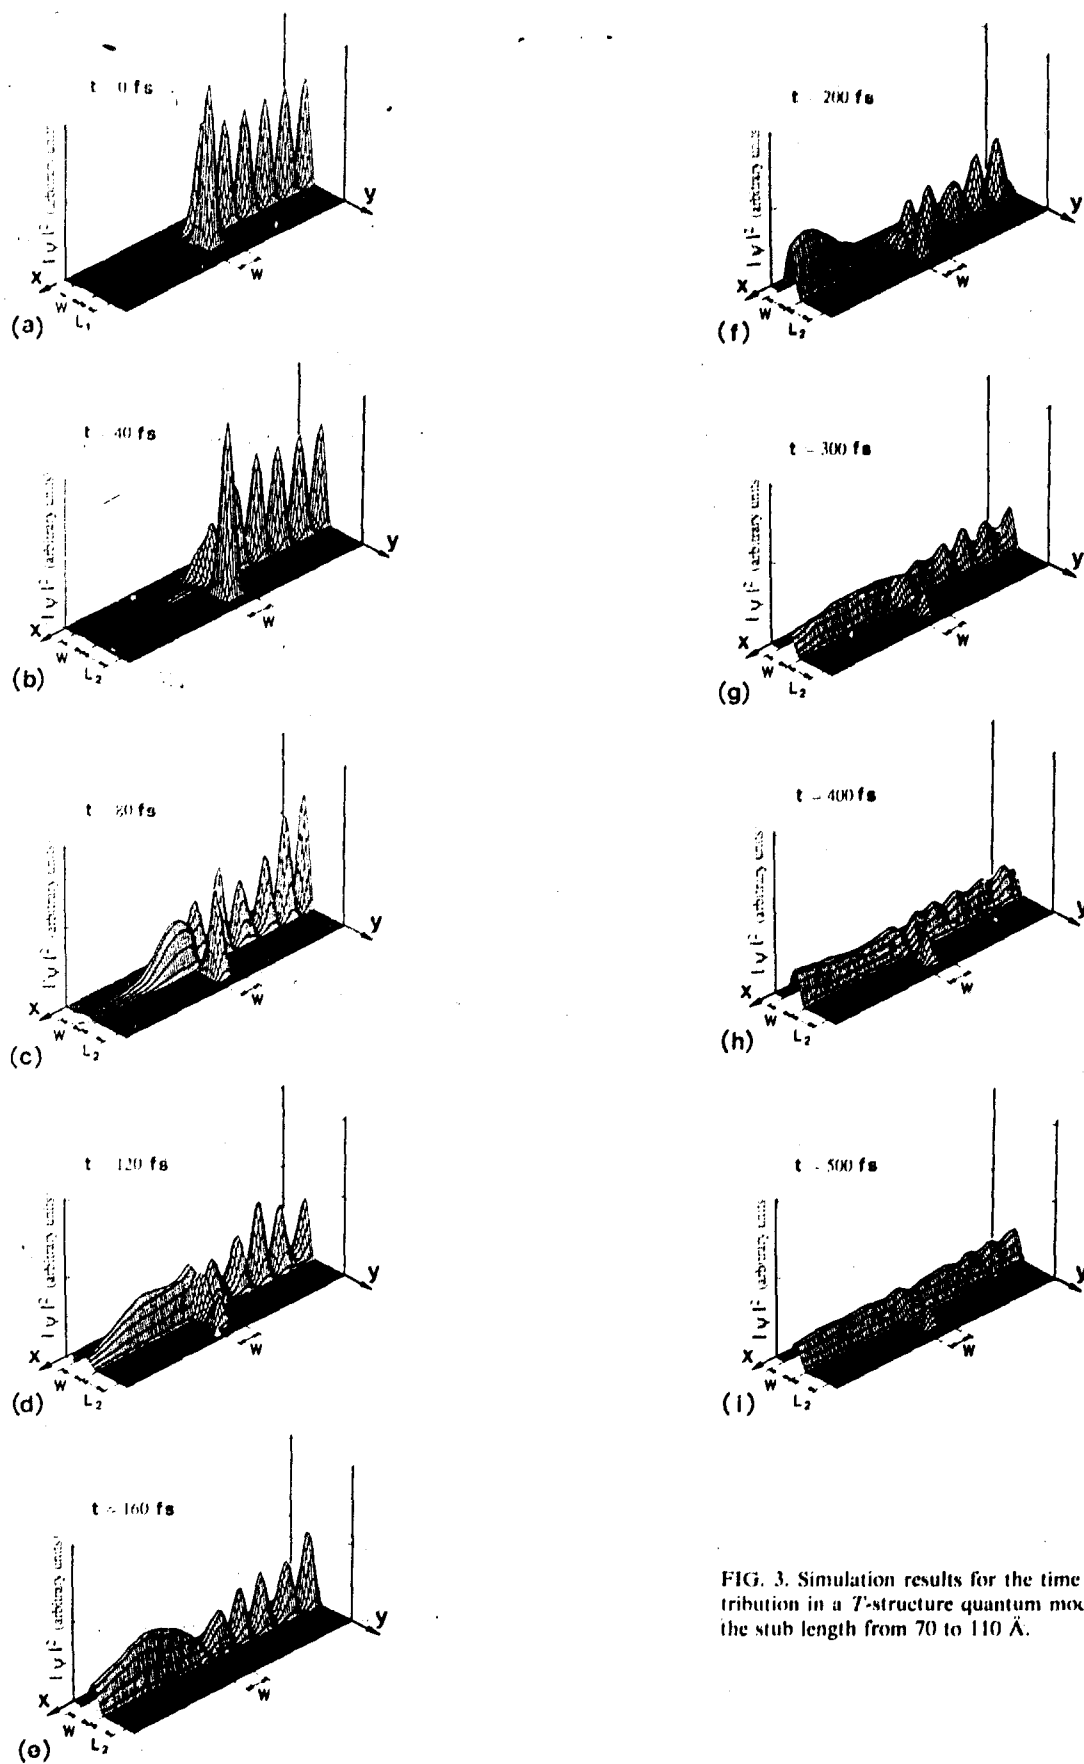 t = 0 fs
|ψ|² (arbitrary units)
y
x
W
W
L₁
(a)
t = 40 fs
|ψ|² (arbitrary units)
y
x
W
W
L₂
(b)
t = 80 fs
|ψ|² (arbitrary units)
y
x
W
W
L₂
(c)
t = 120 fs
|ψ|² (arbitrary units)
y
x
W
W
L₂
(d)
t = 160 fs
|ψ|² (arbitrary units)
y
x
W
W
L₂
(e)
t = 200 fs
|ψ|² (arbitrary units)
y
x
W
W
L₂
(f)
t = 300 fs
|ψ|² (arbitrary units)
y
x
W
W
L₂
(g)
t = 400 fs
|ψ|² (arbitrary units)
y
x
W
W
L₂
(h)
t = 500 fs
|ψ|² (arbitrary units)
y
x
W
W
L₂
(i)
FIG. 3. Simulation results for the time
tribution in a T-structure quantum mo
the stub length from 70 to 110 Å.